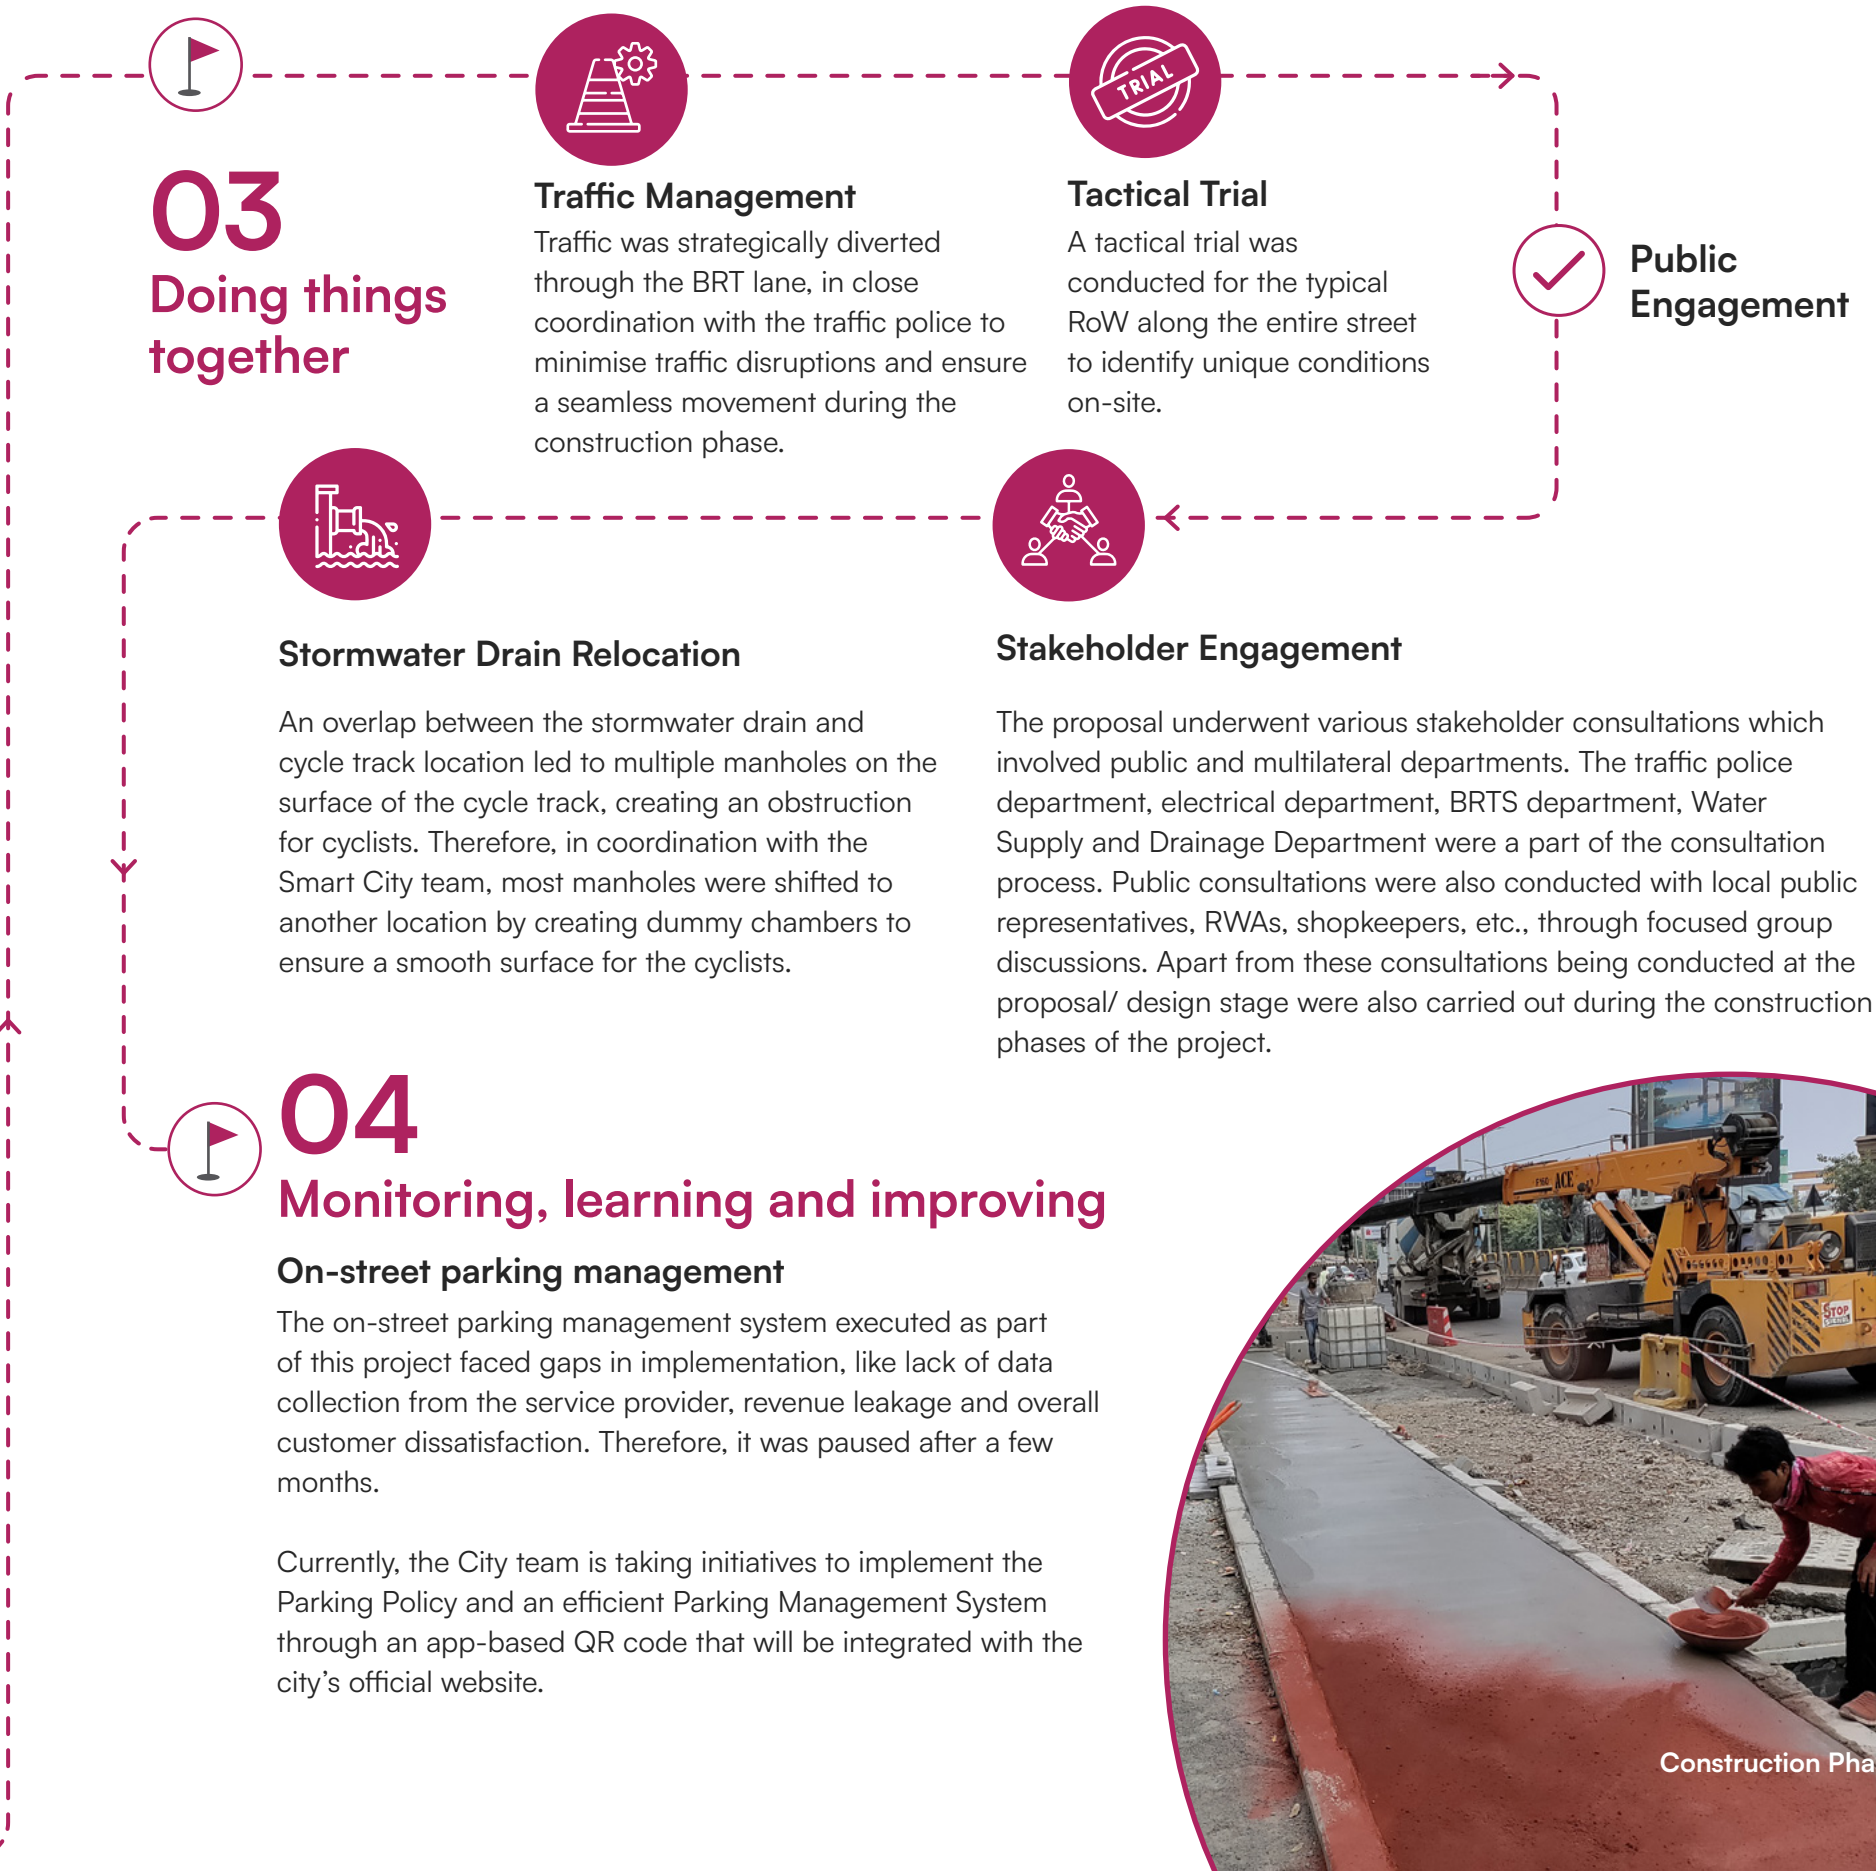 TRIAL
03
Doing things
together
Traffic Management
Traffic was strategically diverted
through the BRT lane, in close
coordination with the traffic police to
minimise traffic disruptions and ensure
a seamless movement during the
construction phase.
Tactical Trial
A tactical trial was
conducted for the typical
RoW along the entire street
to identify unique conditions
on-site.
Public
Engagement
Stakeholder Engagement
The proposal underwent various stakeholder consultations which
involved public and multilateral departments. The traffic police
department, electrical department, BRTS department, Water
Supply and Drainage Department were a part of the consultation
process. Public consultations were also conducted with local public
representatives, RWAs, shopkeepers, etc., through focused group
discussions. Apart from these consultations being conducted at the
proposal/ design stage were also carried out during the construction
phases of the project.
Stormwater Drain Relocation
An overlap between the stormwater drain and
cycle track location led to multiple manholes on the
surface of the cycle track, creating an obstruction
for cyclists. Therefore, in coordination with the
Smart City team, most manholes were shifted to
another location by creating dummy chambers to
ensure a smooth surface for the cyclists.
04
Monitoring, learning and improving
On-street parking management
The on-street parking management system executed as part
of this project faced gaps in implementation, like lack of data
collection from the service provider, revenue leakage and overall
customer dissatisfaction. Therefore, it was paused after a few
months.
Currently, the City team is taking initiatives to implement the
Parking Policy and an efficient Parking Management System
through an app-based QR code that will be integrated with the
city's official website.
ACE
STOP
Construction Pha